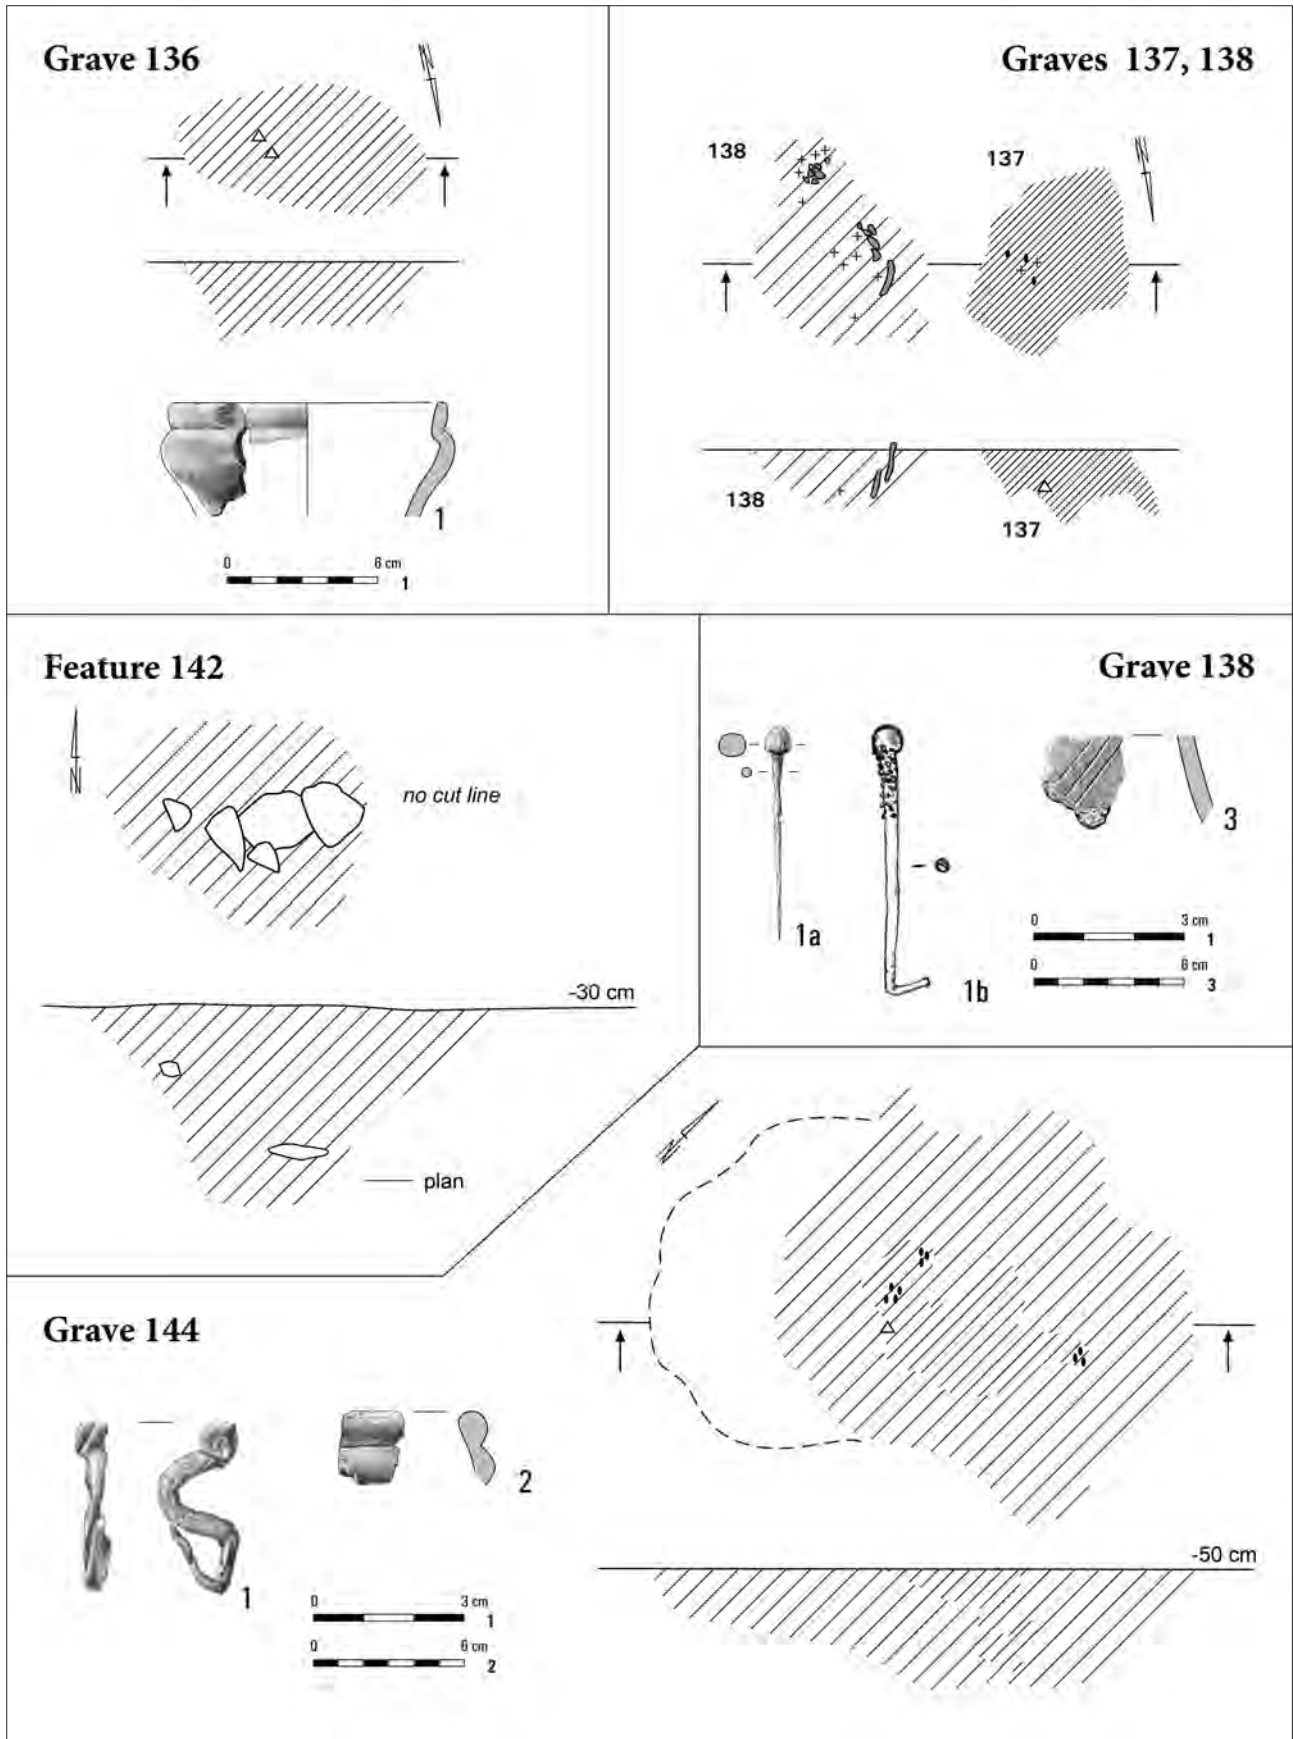 Grave 136
N
1
0 6 cm
1
Graves 137, 138
138
137
N
138
137
Feature 142
N
no cut line
-30 cm
plan
Grave 138
1a
1b
3
0 3 cm
1
0 6 cm
3
Grave 144
N
1
2
0 3 cm
1
0 6 cm
2
-50 cm